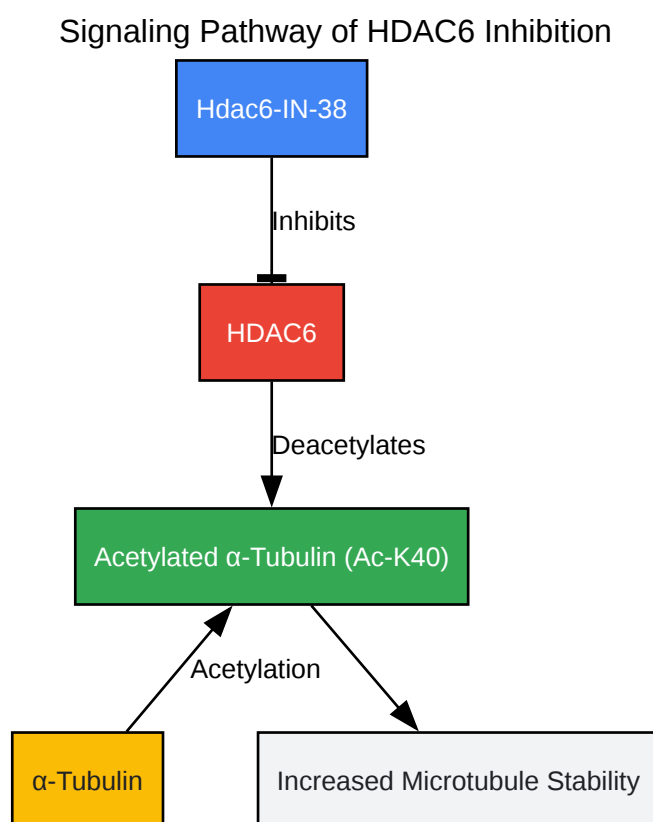 Signaling Pathway of HDAC6 Inhibition
Hdac6-IN-38
Inhibits
HDAC6
Deacetylates
Acetylated α-Tubulin (Ac-K40)
Acetylation
α-Tubulin
Increased Microtubule Stability